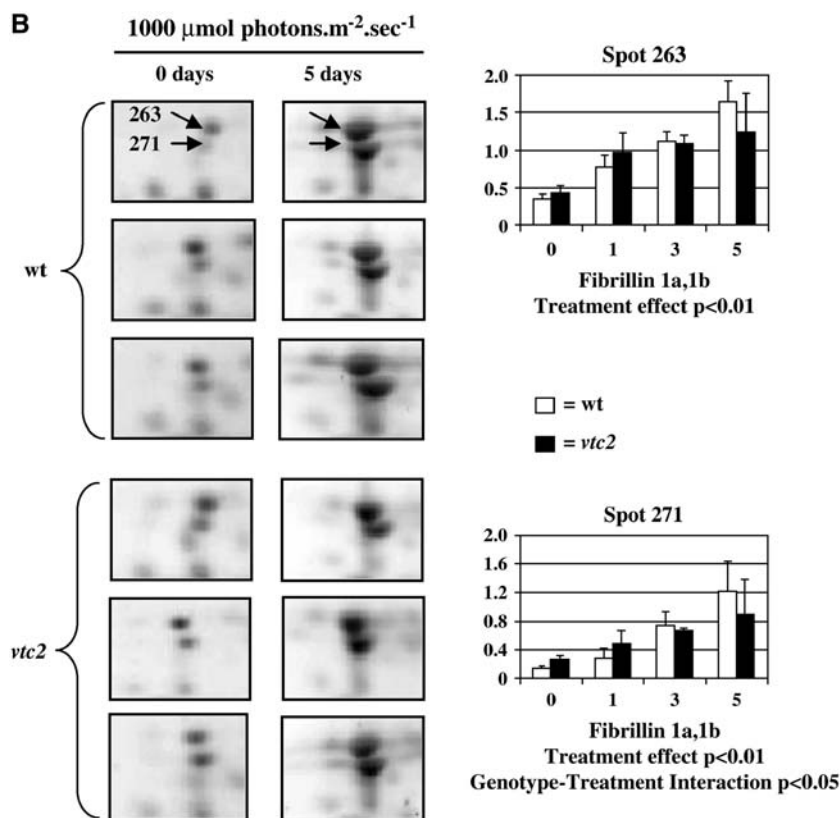 B
1000 μmol photons.m⁻².sec⁻¹
0 days 5 days
263
271
wt
vtc2
Spot 263
2.0
1.5
1.0
0.5
0
0 1 3 5
Fibrillin 1a,1b
Treatment effect p<0.01
= wt
= vtc2
Spot 271
2.0
1.6
1.2
0.8
0.4
0
0 1 3 5
Fibrillin 1a,1b
Treatment effect p<0.01
Genotype-Treatment Interaction p<0.05